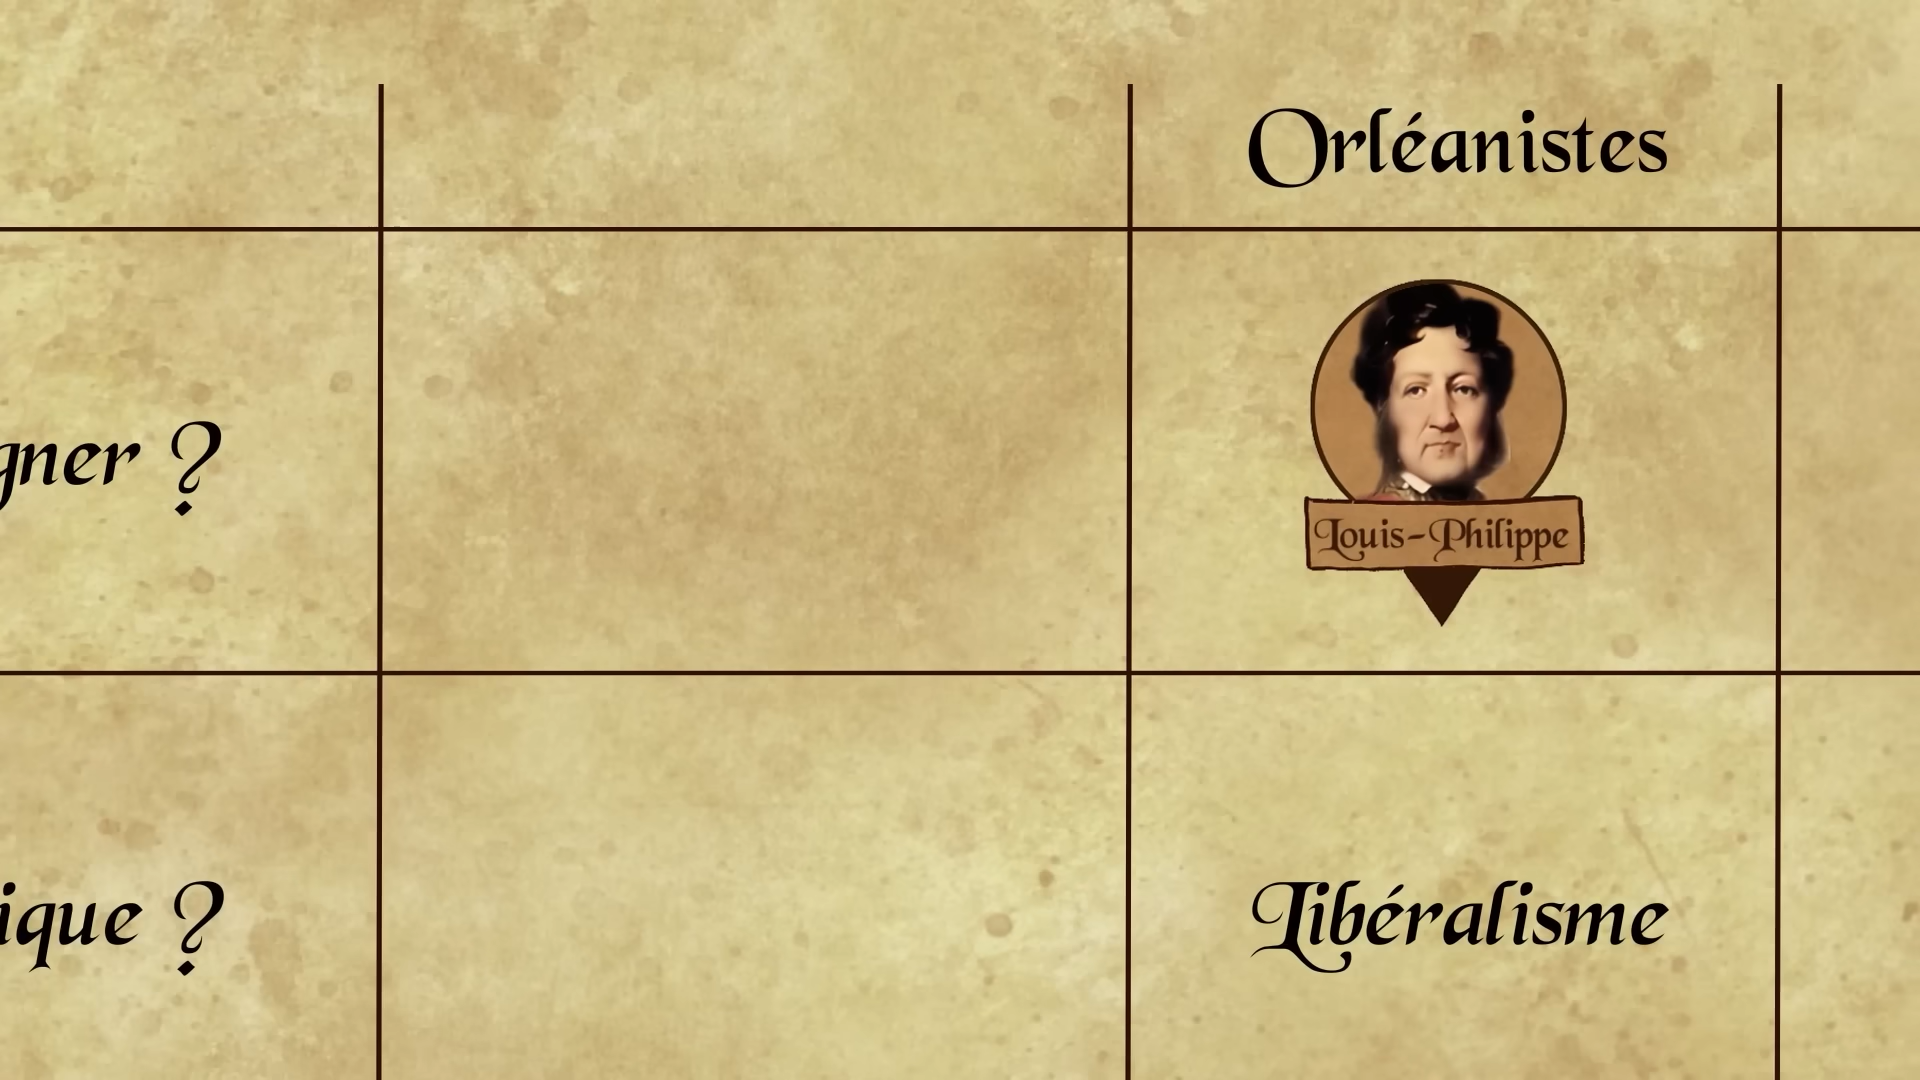 Orléanistes
gner ?
Louis-Philippe
ique ?
Libéralisme